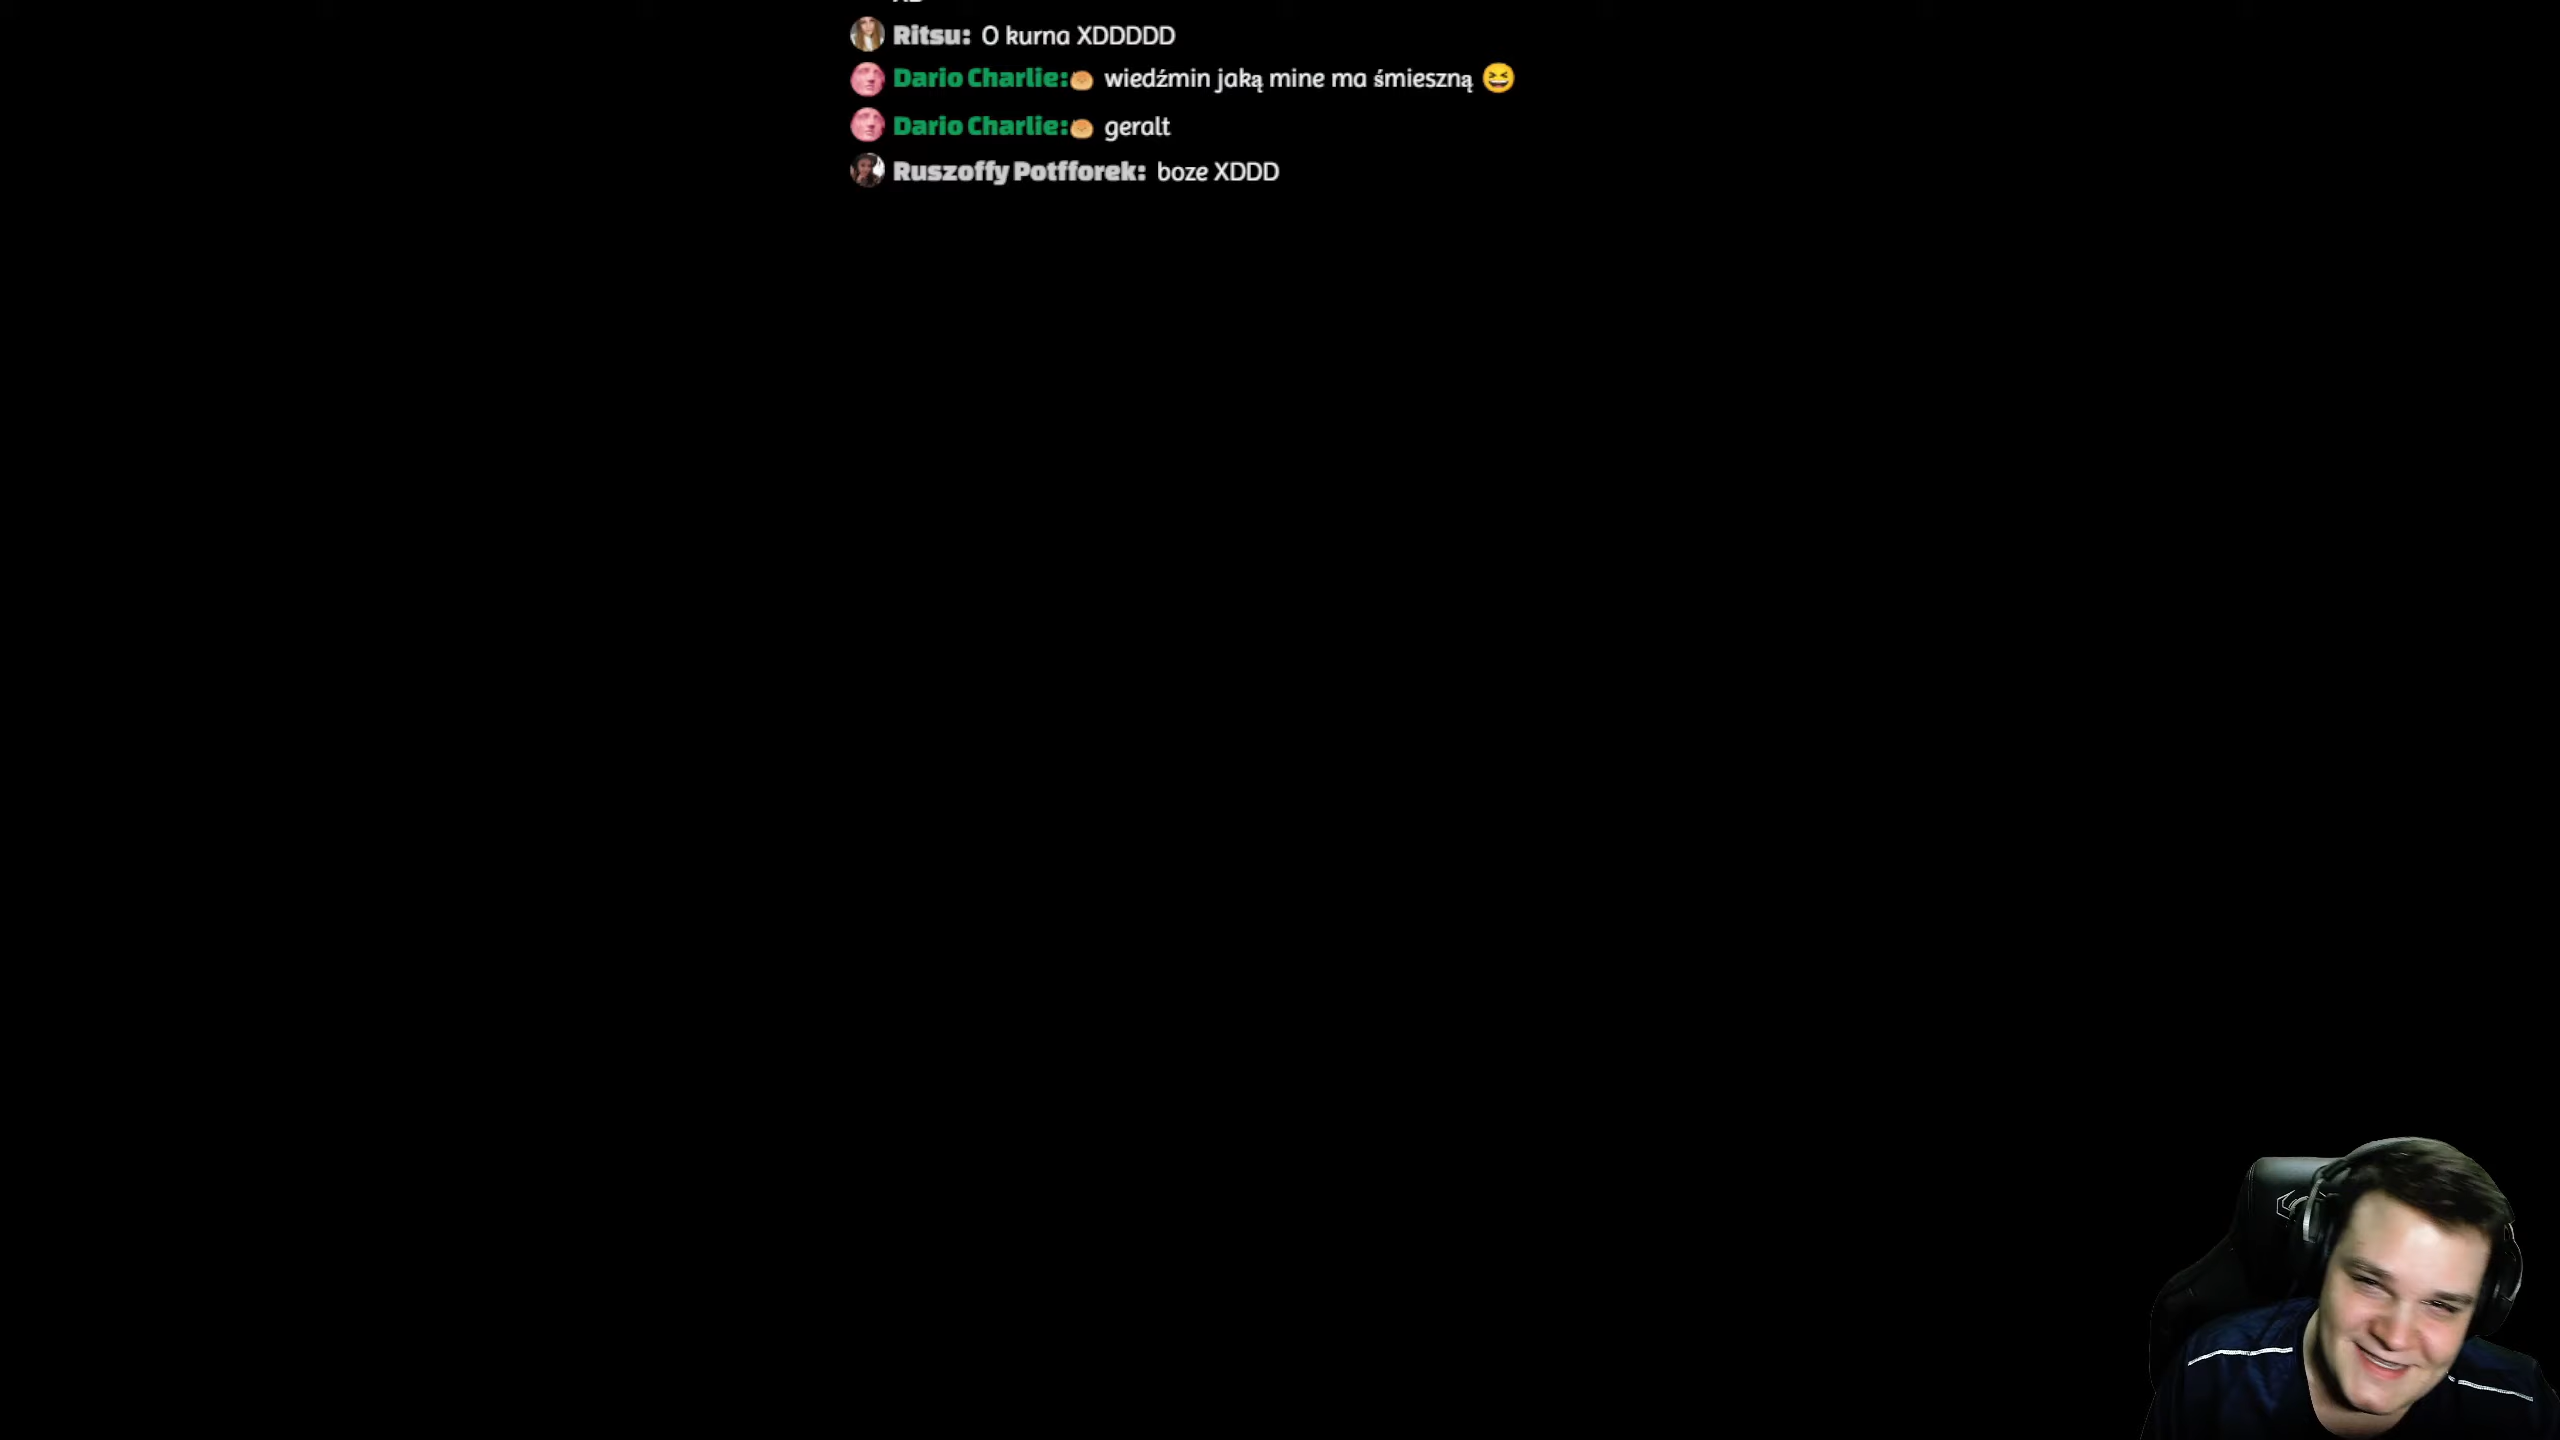 Ritsu: O kurna XDDDDD
Dario Charlie: wiedźmin jaką mine ma śmieszną 😆
Dario Charlie: geralt
Ruszoffy Potfforek: boze XDDD